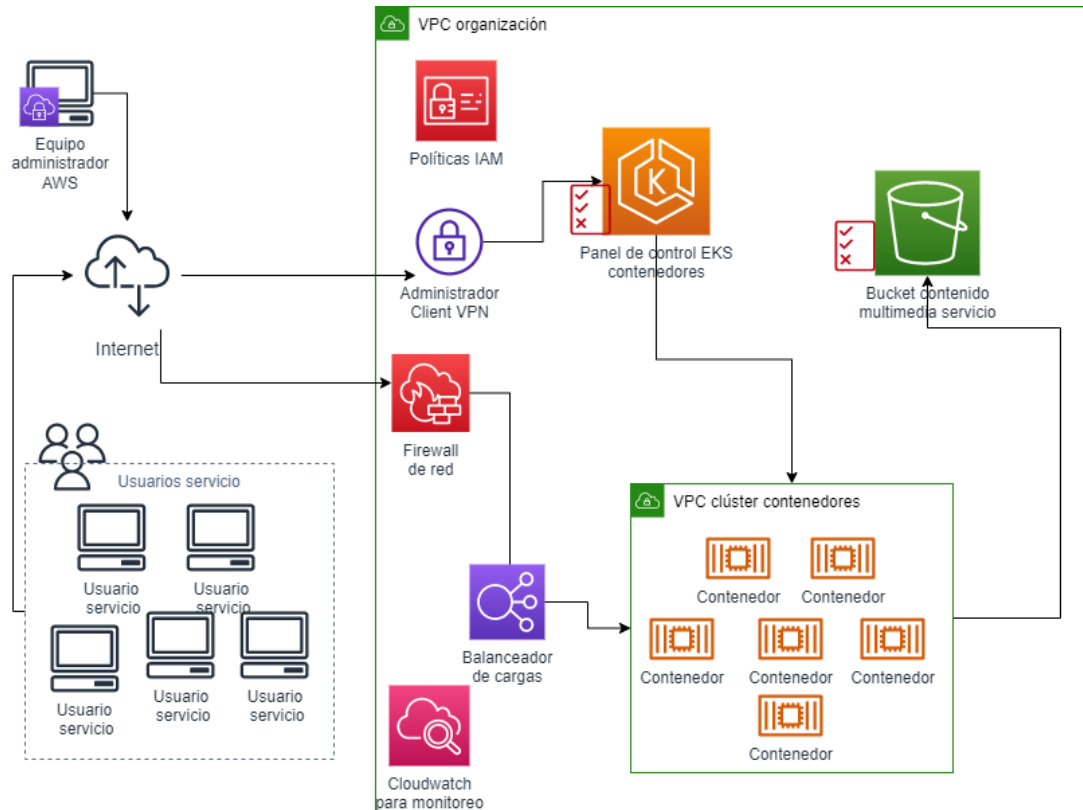 VPC organización
Equipo
administrador
AWS
Políticas IAM
K
Panel de control EKS
contenedores
Bucket contenido
multimedia servicio
Administrador
Client VPN
Internet
Firewall
de red
Usuarios servicio
Usuario
servicio
Usuario
servicio
Usuario
servicio
Usuario
servicio
Usuario
servicio
VPC clúster contenedores
Contenedor
Contenedor
Contenedor
Contenedor
Contenedor
Contenedor
Balanceador
de cargas
Cloudwatch
para monitoreo